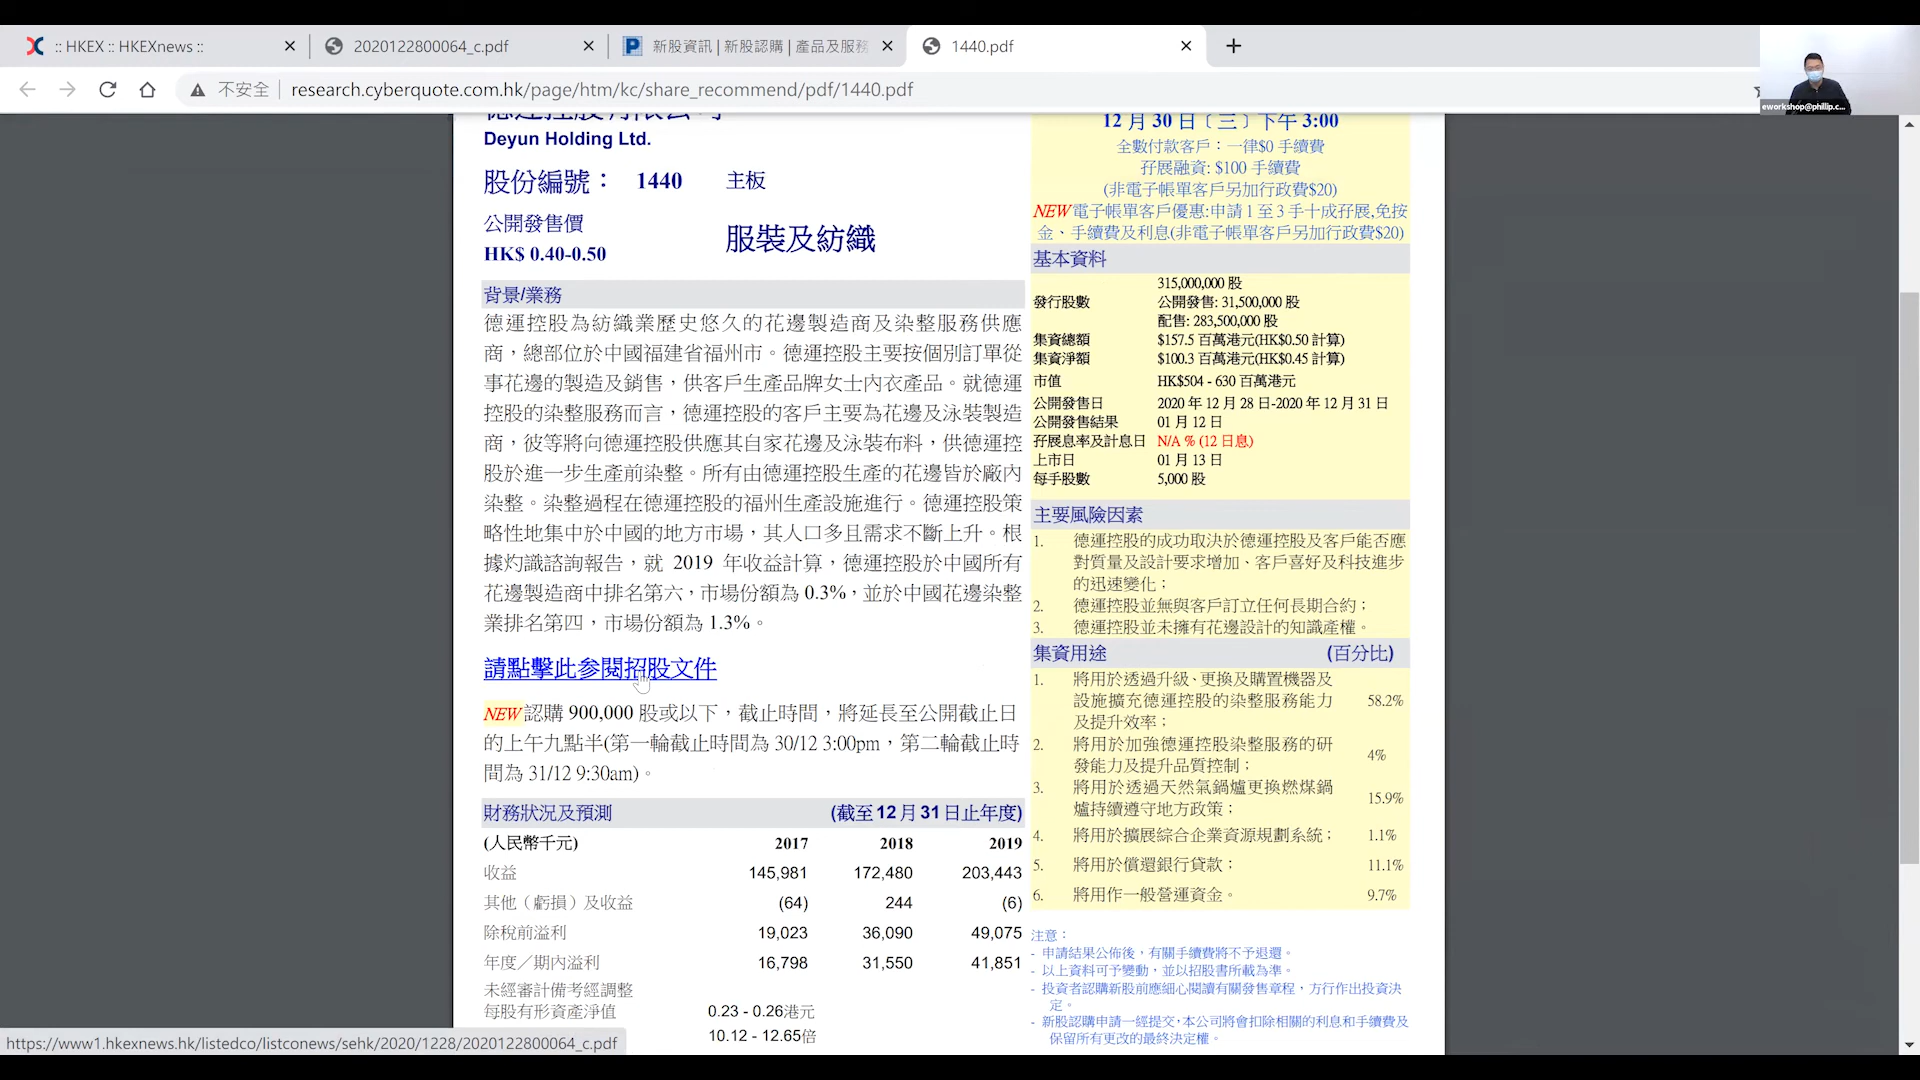 :: HKEX :: HKEXnews ::
2020122800064_c.pdf
新股資訊 | 新股認購 | 產品及服務
1440.pdf
不安全
research.cyberquote.com.hk/page/htm/kc/share_recommend/pdf/1440.pdf
eworkshop@phillip.c...
德運控股有限公司
Deyun Holding Ltd.
股份編號： 1440 主板
公開發售價
HK$ 0.40-0.50
服裝及紡織
背景/業務
德運控股為紡織業歷史悠久的花邊製造商及染整服務供應
商，總部位於中國福建省福州市。德運控股主要按個別訂單從
事花邊的製造及銷售，供客戶生產品牌女士內衣產品。就德運
控股的染整服務而言，德運控股的客戶主要為花邊及泳裝製造
商，彼等將向德運控股供應其自家花邊及泳裝布料，供德運控
股於進一步生產前染整。所有由德運控股生產的花邊皆於廠內
染整。染整過程在德運控股的福州生產設施進行。德運控股策
略性地集中於中國的地方市場，其人口多且需求不斷上升。根
據灼識諮詢報告，就 2019 年收益計算，德運控股於中國所有
花邊製造商中排名第六，市場份額為 0.3%，並於中國花邊染整
業排名第四，市場份額為 1.3%。
請點擊此參閱招股文件
NEW認購 900,000 股或以下，截止時間，將延長至公開截止日
的上午九點半(第一輪截止時間為 30/12 3:00pm，第二輪截止時
間為 31/12 9:30am)。
財務狀況及預測 (截至12月31日止年度)
(人民幣千元) 2017 2018 2019
收益 145,981 172,480 203,443
其他（虧損）及收益 (64) 244 (6)
除稅前溢利 19,023 36,090 49,075
年度／期內溢利 16,798 31,550 41,851
未經審計備考經調整
每股有形資產淨值 0.23 - 0.26港元
10.12 - 12.65倍
12 月 30 日〔三〕下午 3:00
全數付款客戶：一律$0 手續費
孖展融資: $100 手續費
(非電子帳單客戶另加行政費$20)
NEW電子帳單客戶優惠:申請 1 至 3 手十成孖展,免按
金、手續費及利息(非電子帳單客戶另加行政費$20)
基本資料
315,000,000 股
發行股數 公開發售: 31,500,000 股
配售: 283,500,000 股
集資總額 $157.5 百萬港元(HK$0.50 計算)
集資淨額 $100.3 百萬港元(HK$0.45 計算)
市值 HK$504 - 630 百萬港元
公開發售日 2020 年 12 月 28 日-2020 年 12 月 31 日
公開發售結果 01 月 12 日
孖展息率及計息日 N/A % (12 日息)
上市日 01 月 13 日
每手股數 5,000 股
主要風險因素
1. 德運控股的成功取決於德運控股及客戶能否應
對質量及設計要求增加、客戶喜好及科技進步
的迅速變化；
2. 德運控股並無與客戶訂立任何長期合約；
3. 德運控股並未擁有花邊設計的知識產權。
集資用途 (百分比)
1. 將用於透過升級、更換及購置機器及
設施擴充德運控股的染整服務能力 58.2%
及提升效率；
2. 將用於加強德運控股染整服務的研
發能力及提升品質控制； 4%
3. 將用於透過天然氣鍋爐更換燃煤鍋
爐持續遵守地方政策； 15.9%
4. 將用於擴展綜合企業資源規劃系統； 1.1%
5. 將用於償還銀行貸款； 11.1%
6. 將用作一般營運資金。 9.7%
注意：
- 申請結果公佈後，有關手續費將不予退還。
- 以上資料可予變動，並以招股書所載為準。
- 投資者認購新股前應細心閱讀有關發售章程，方行作出投資決
定。
- 新股認購申請一經提交,本公司將會扣除相關的利息和手續費及
保留所有更改的最終決定權。
https://www1.hkexnews.hk/listedco/listconews/sehk/2020/1228/2020122800064_c.pdf